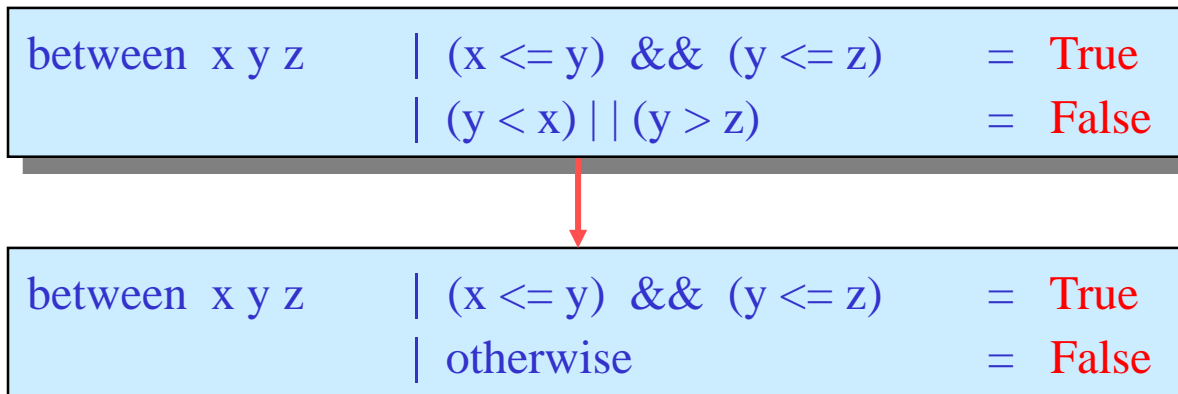 between x y z | (x <= y) && (y <= z) = True
| (y < x) | | (y > z) = False
between x y z | (x <= y) && (y <= z) = True
| otherwise = False